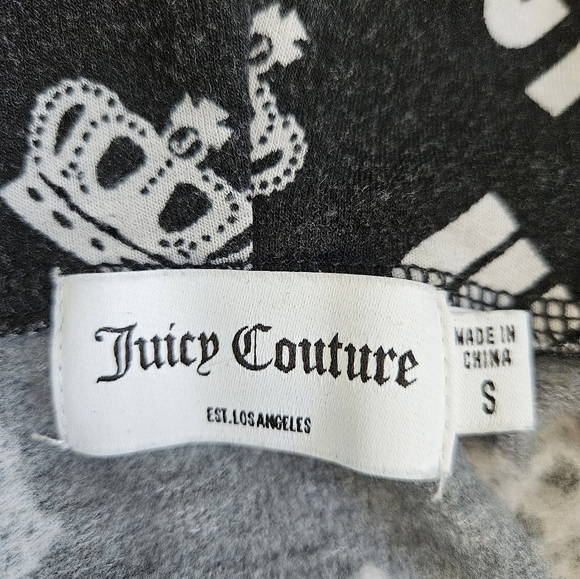 Juicy Couture
EST.LOS ANGELES
MADE IN
CHINA
S